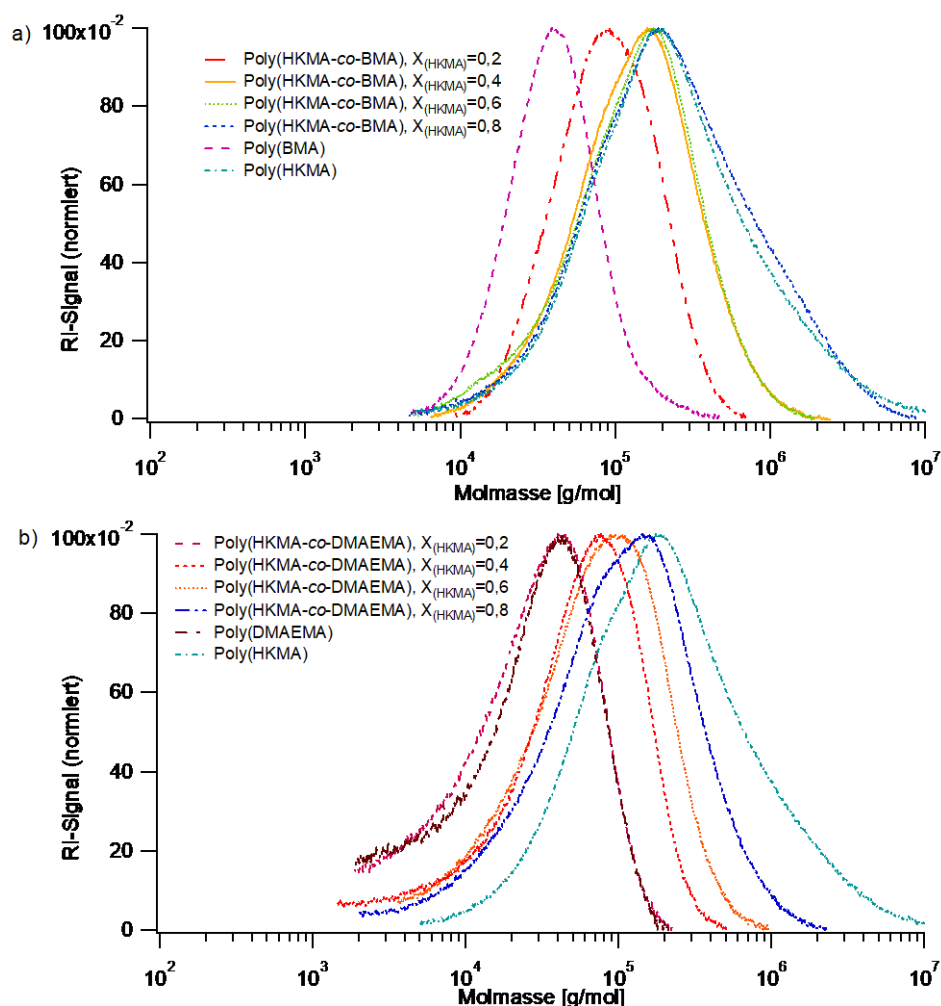 a)
100x10-2
Poly(HKMA-co-BMA), X(HKMA)=0,2
Poly(HKMA-co-BMA), X(HKMA)=0,4
Poly(HKMA-co-BMA), X(HKMA)=0,6
Poly(HKMA-co-BMA), X(HKMA)=0,8
Poly(BMA)
Poly(HKMA)
80
60
40
20
0
RI-Signal (normiert)
102 103 104 105 106 107
Molmasse [g/mol]
b)
100x10-2
Poly(HKMA-co-DMAEMA), X(HKMA)=0,2
Poly(HKMA-co-DMAEMA), X(HKMA)=0,4
Poly(HKMA-co-DMAEMA), X(HKMA)=0,6
Poly(HKMA-co-DMAEMA), X(HKMA)=0,8
Poly(DMAEMA)
Poly(HKMA)
80
60
40
20
0
RI-Signal (normiert)
102 103 104 105 106 107
Molmasse [g/mol]